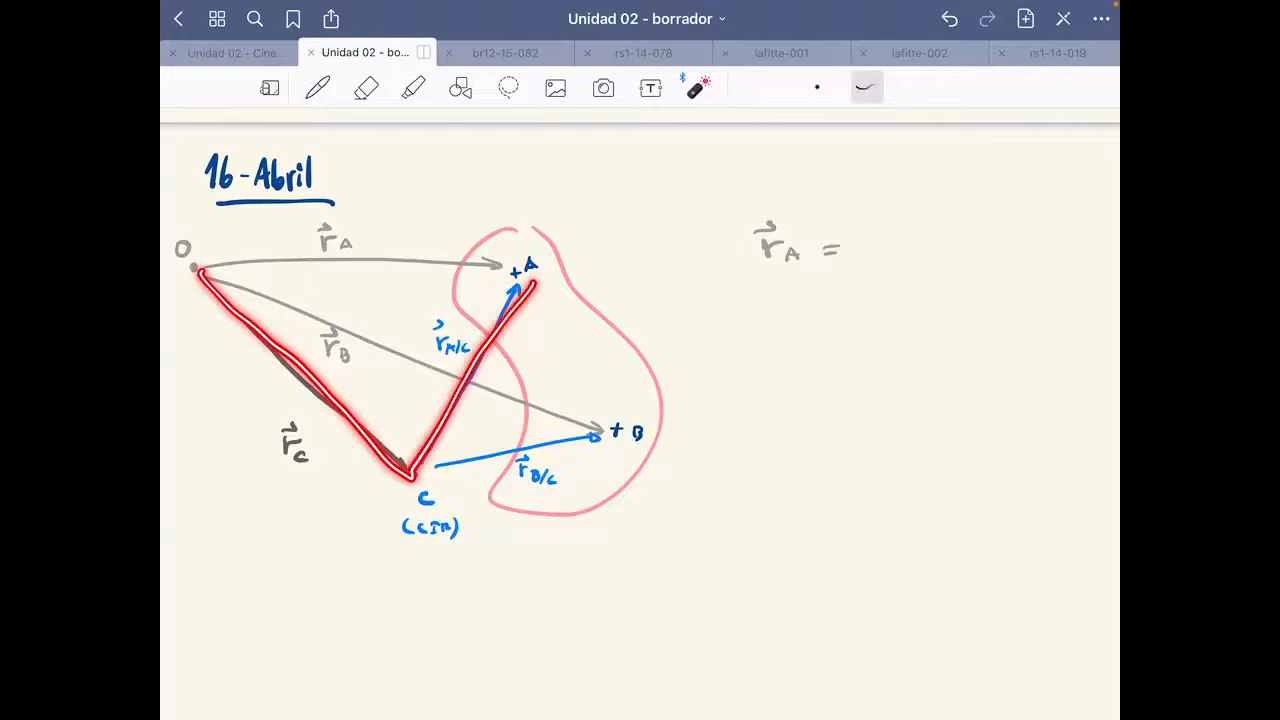 Unidad 02 - borrador
Unidad 02 - Cine...
Unidad 02 - bo...
br12-15-082
rs1-14-078
lafitte-001
lafitte-002
rs1-14-019
T
16-Abril
O
r⃗A
+A
r⃗A =
r⃗B
r⃗A/C
r⃗C
+ B
r⃗B/C
C
(CIR)